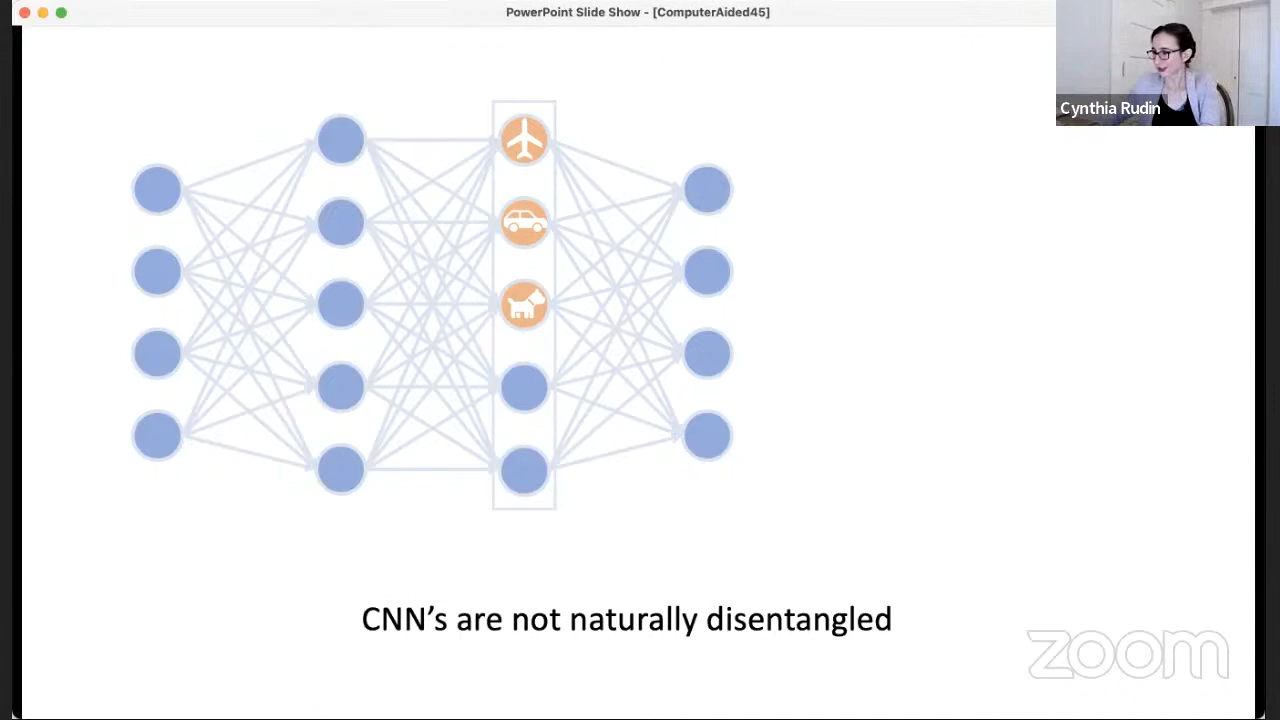 PowerPoint Slide Show - [ComputerAided45]
Cynthia Rudin
CNN's are not naturally disentangled
zoom